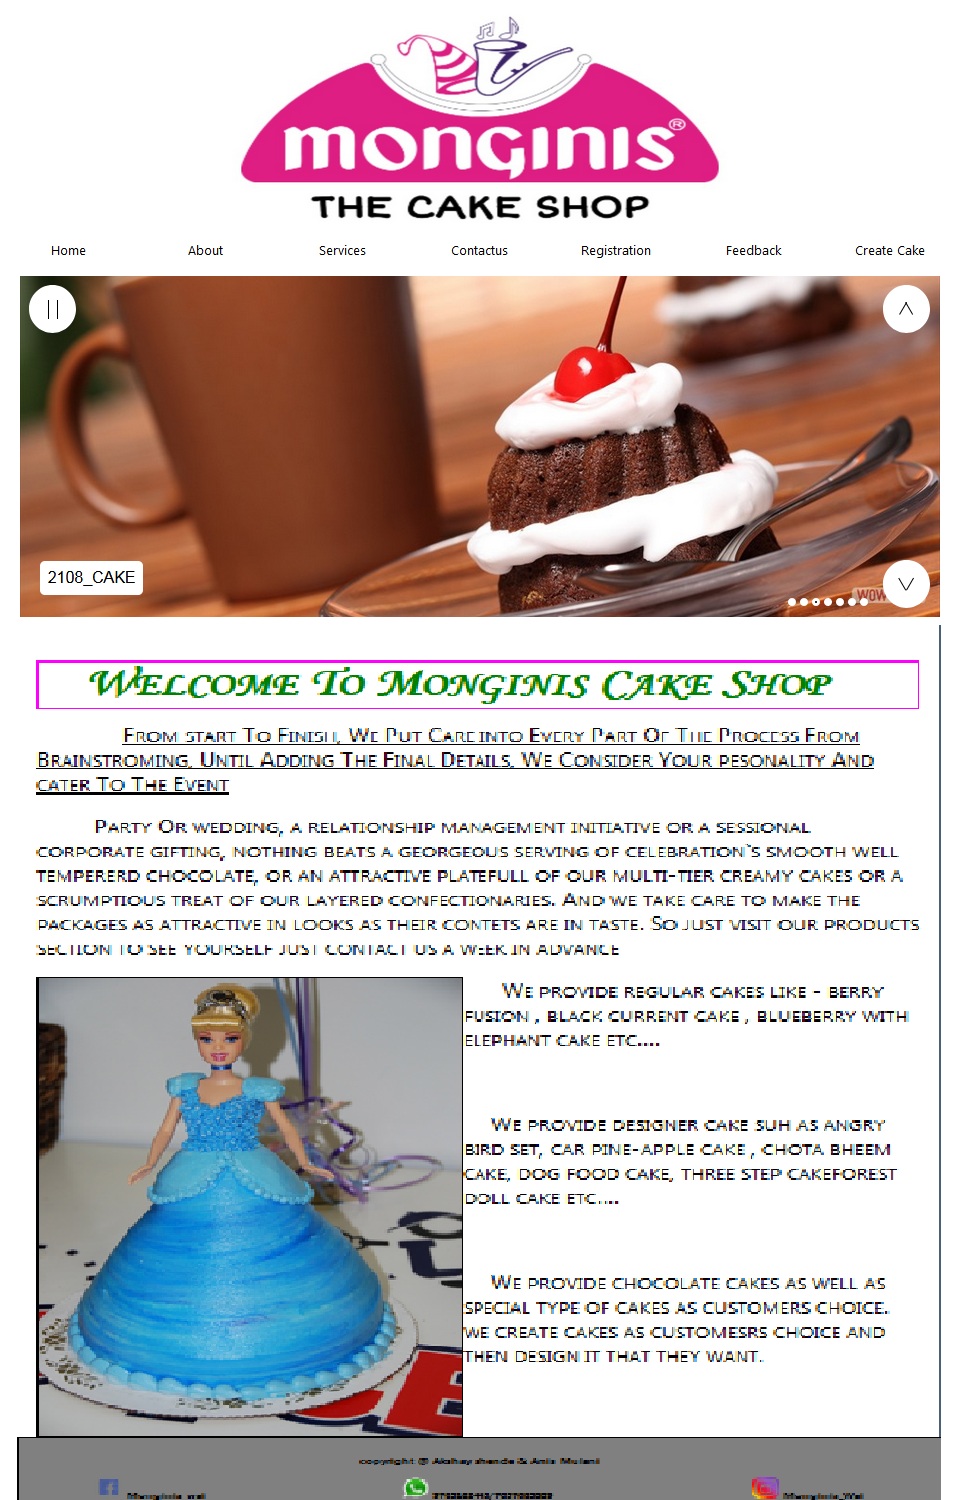 MONGINIS®
THE CAKE SHOP
Home About Services Contactus Registration Feedback Create Cake
2108_CAKE
WOW
WELCOME TO MONGINIS CAKE SHOP
FROM START TO FINISH, WE PUT CARE INTO EVERY PART OF THE PROCESS FROM
BRAINSTROMING, UNTIL ADDING THE FINAL DETAILS. WE CONSIDER YOUR PESONALITY AND
CATER TO THE EVENT
PARTY OR WEDDING, A RELATIONSHIP MANAGEMENT INITIATIVE OR A SESSIONAL
CORPORATE GIFTING, NOTHING BEATS A GEORGEOUS SERVING OF CELEBRATION`S SMOOTH WELL
TEMPERERD CHOCOLATE, OR AN ATTRACTIVE PLATEFULL OF OUR MULTI-TIER CREAMY CAKES OR A
SCRUMPTIOUS TREAT OF OUR LAYERED CONFECTIONARIES. AND WE TAKE CARE TO MAKE THE
PACKAGES AS ATTRACTIVE IN LOOKS AS THEIR CONTETS ARE IN TASTE. SO JUST VISIT OUR PRODUCTS
SECTION TO SEE YOURSELF JUST CONTACT US A WEEK IN ADVANCE
WE PROVIDE REGULAR CAKES LIKE - BERRY
FUSION , BLACK CURRENT CAKE , BLUEBERRY WITH
ELEPHANT CAKE ETC....
WE PROVIDE DESIGNER CAKE SUH AS ANGRY
BIRD SET, CAR PINE-APPLE CAKE , CHOTA BHEEM
CAKE, DOG FOOD CAKE, THREE STEP CAKEFOREST
DOLL CAKE ETC....
WE PROVIDE CHOCOLATE CAKES AS WELL AS
SPECIAL TYPE OF CAKES AS CUSTOMERS CHOICE.
WE CREATE CAKES AS CUSTOMESRS CHOICE AND
THEN DESIGN IT THAT THEY WANT.
copyright @ Akshay shende & Anis Mulani